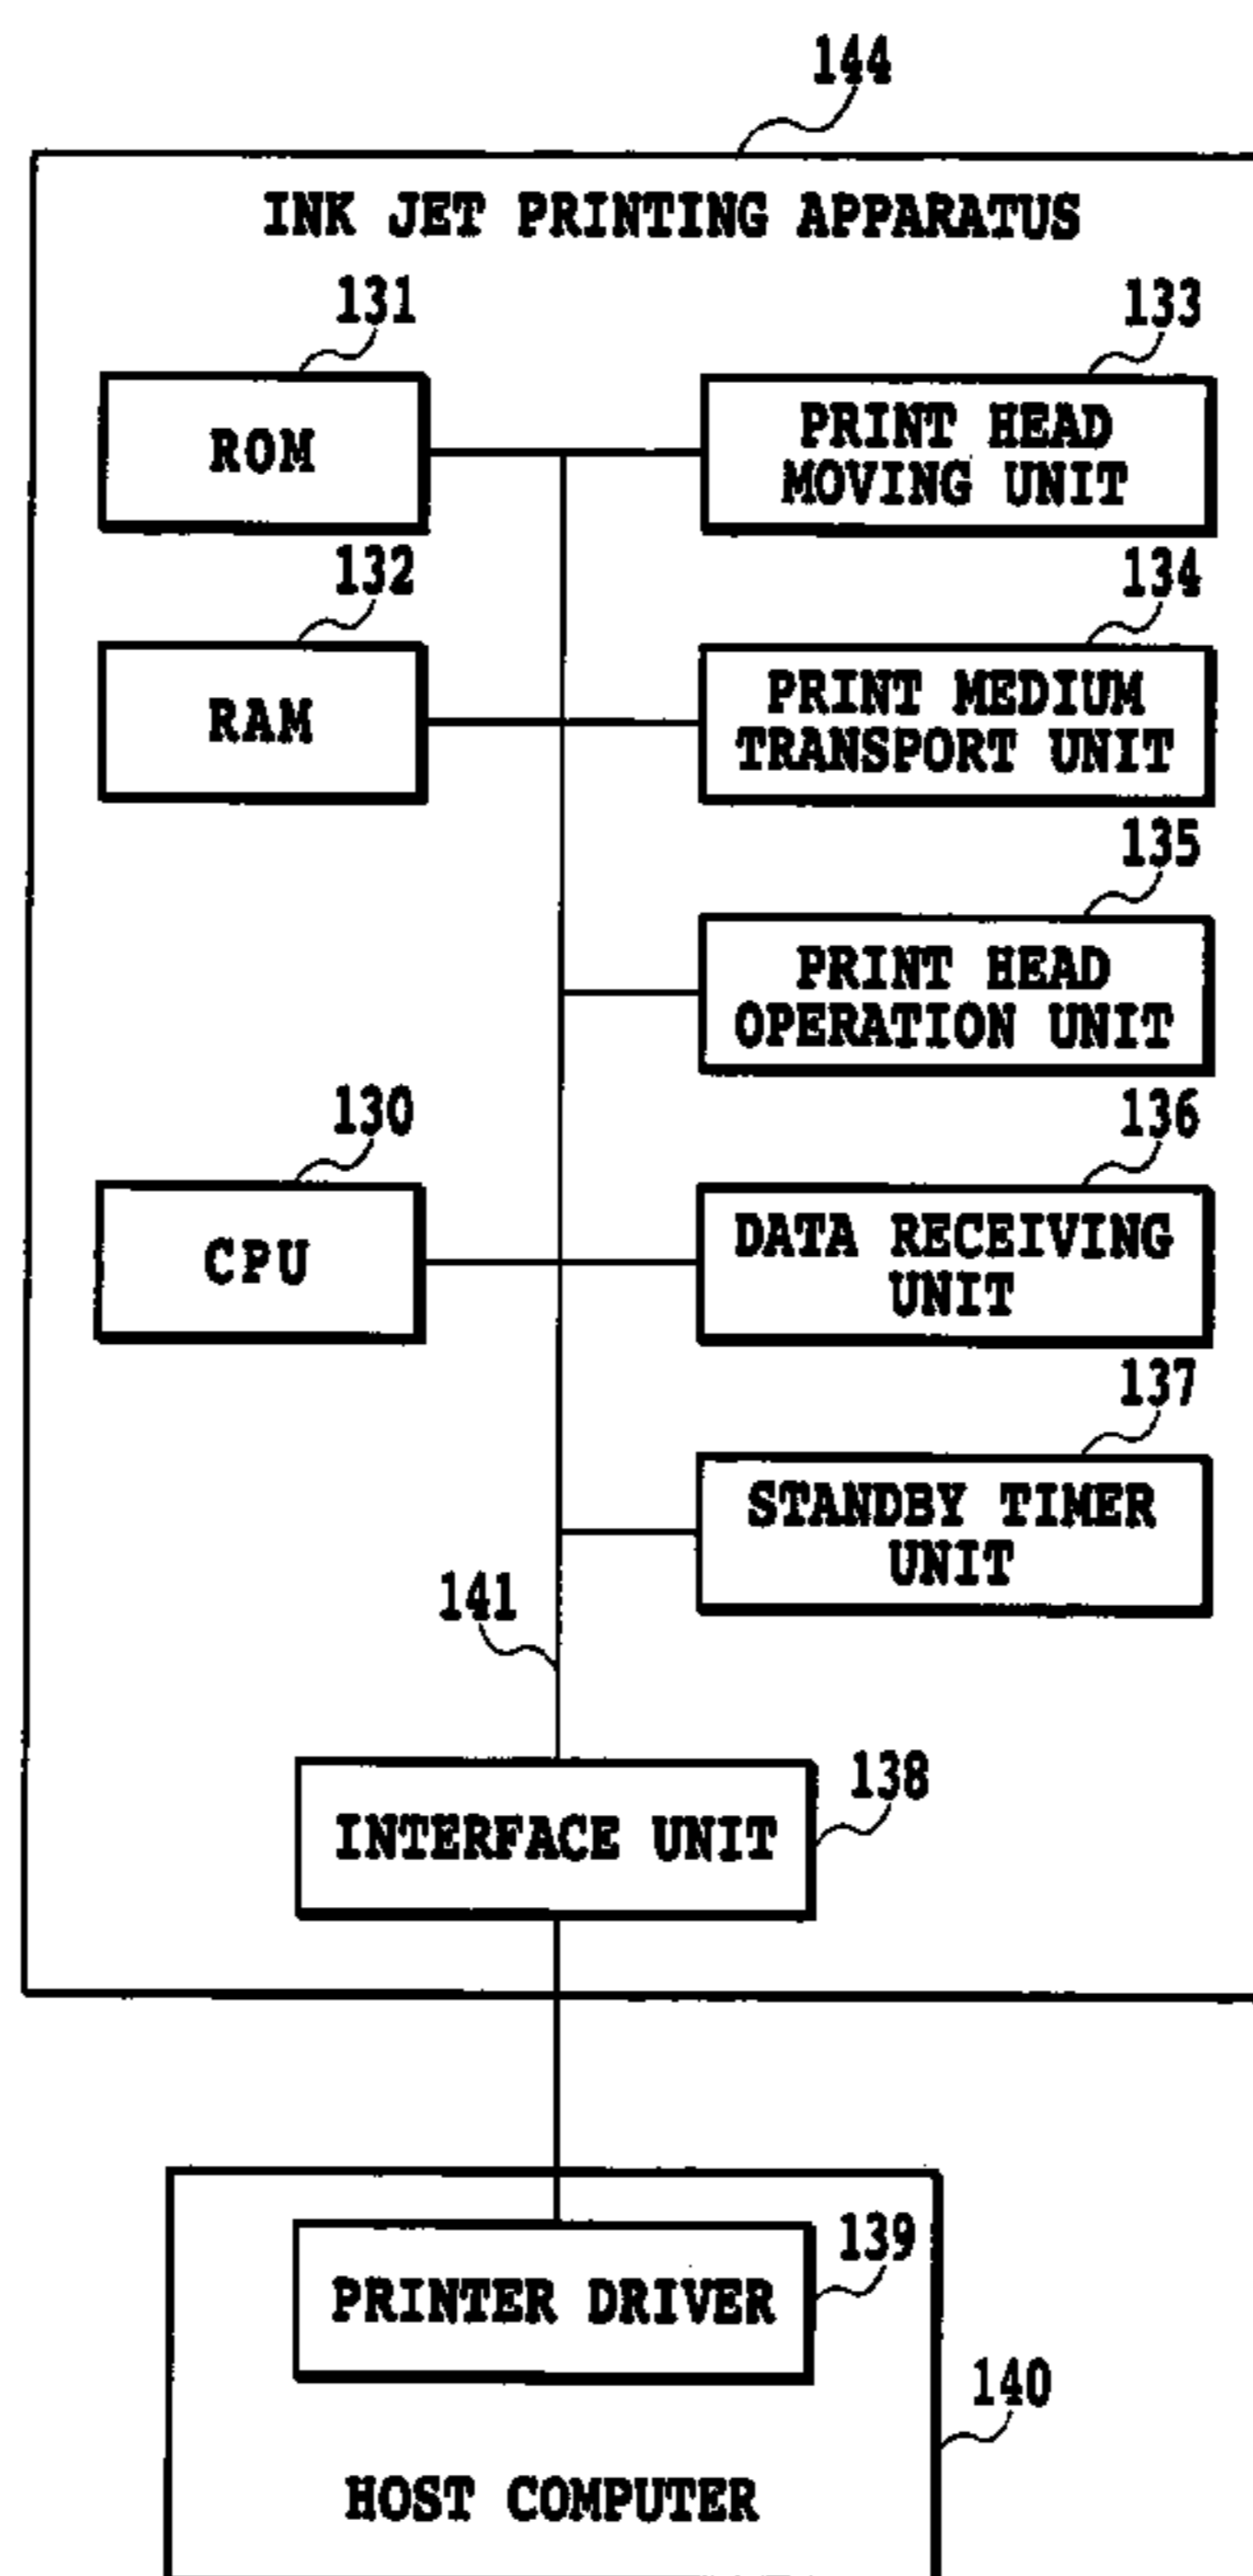 144
INK JET PRINTING APPARATUS
131
133
ROM
PRINT HEAD
MOVING UNIT
132
134
RAM
PRINT MEDIUM
TRANSPORT UNIT
135
PRINT HEAD
OPERATION UNIT
130
136
CPU
DATA RECEIVING
UNIT
137
STANDBY TIMER
UNIT
141
138
INTERFACE UNIT
139
PRINTER DRIVER
140
HOST COMPUTER